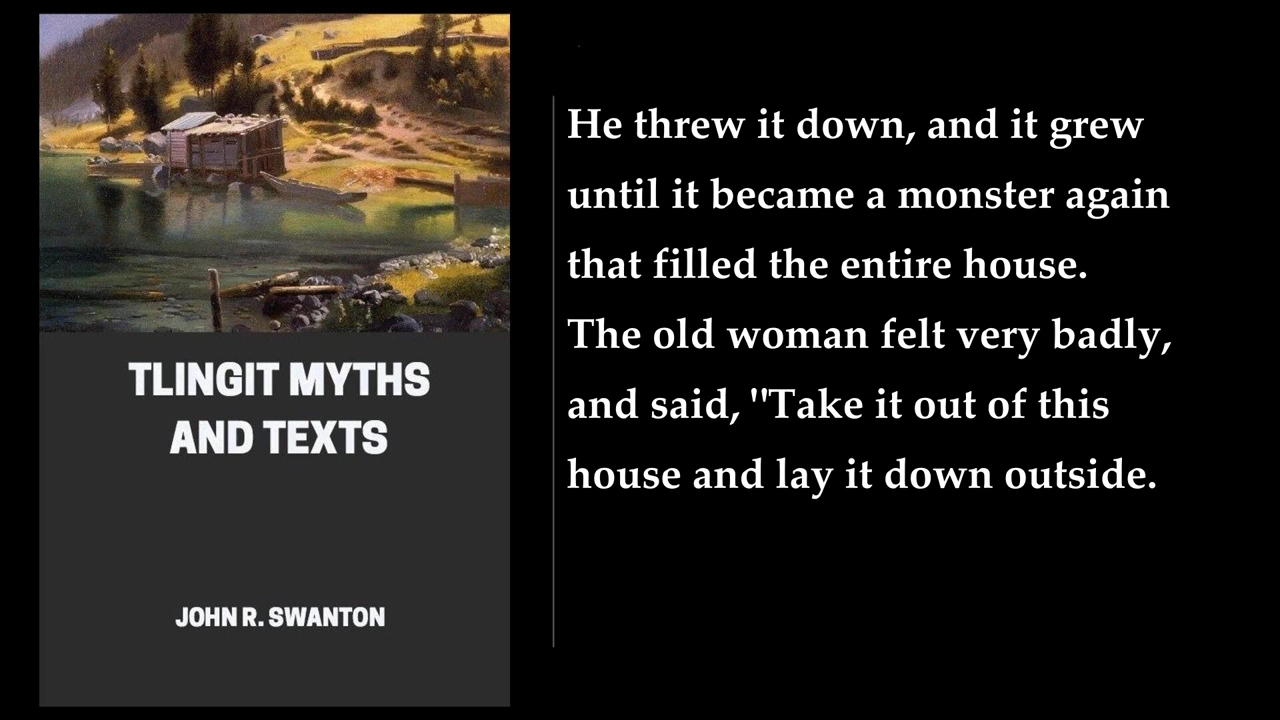 TLINGIT MYTHS
AND TEXTS
JOHN R. SWANTON
He threw it down, and it grew
until it became a monster again
that filled the entire house.
The old woman felt very badly,
and said, "Take it out of this
house and lay it down outside.